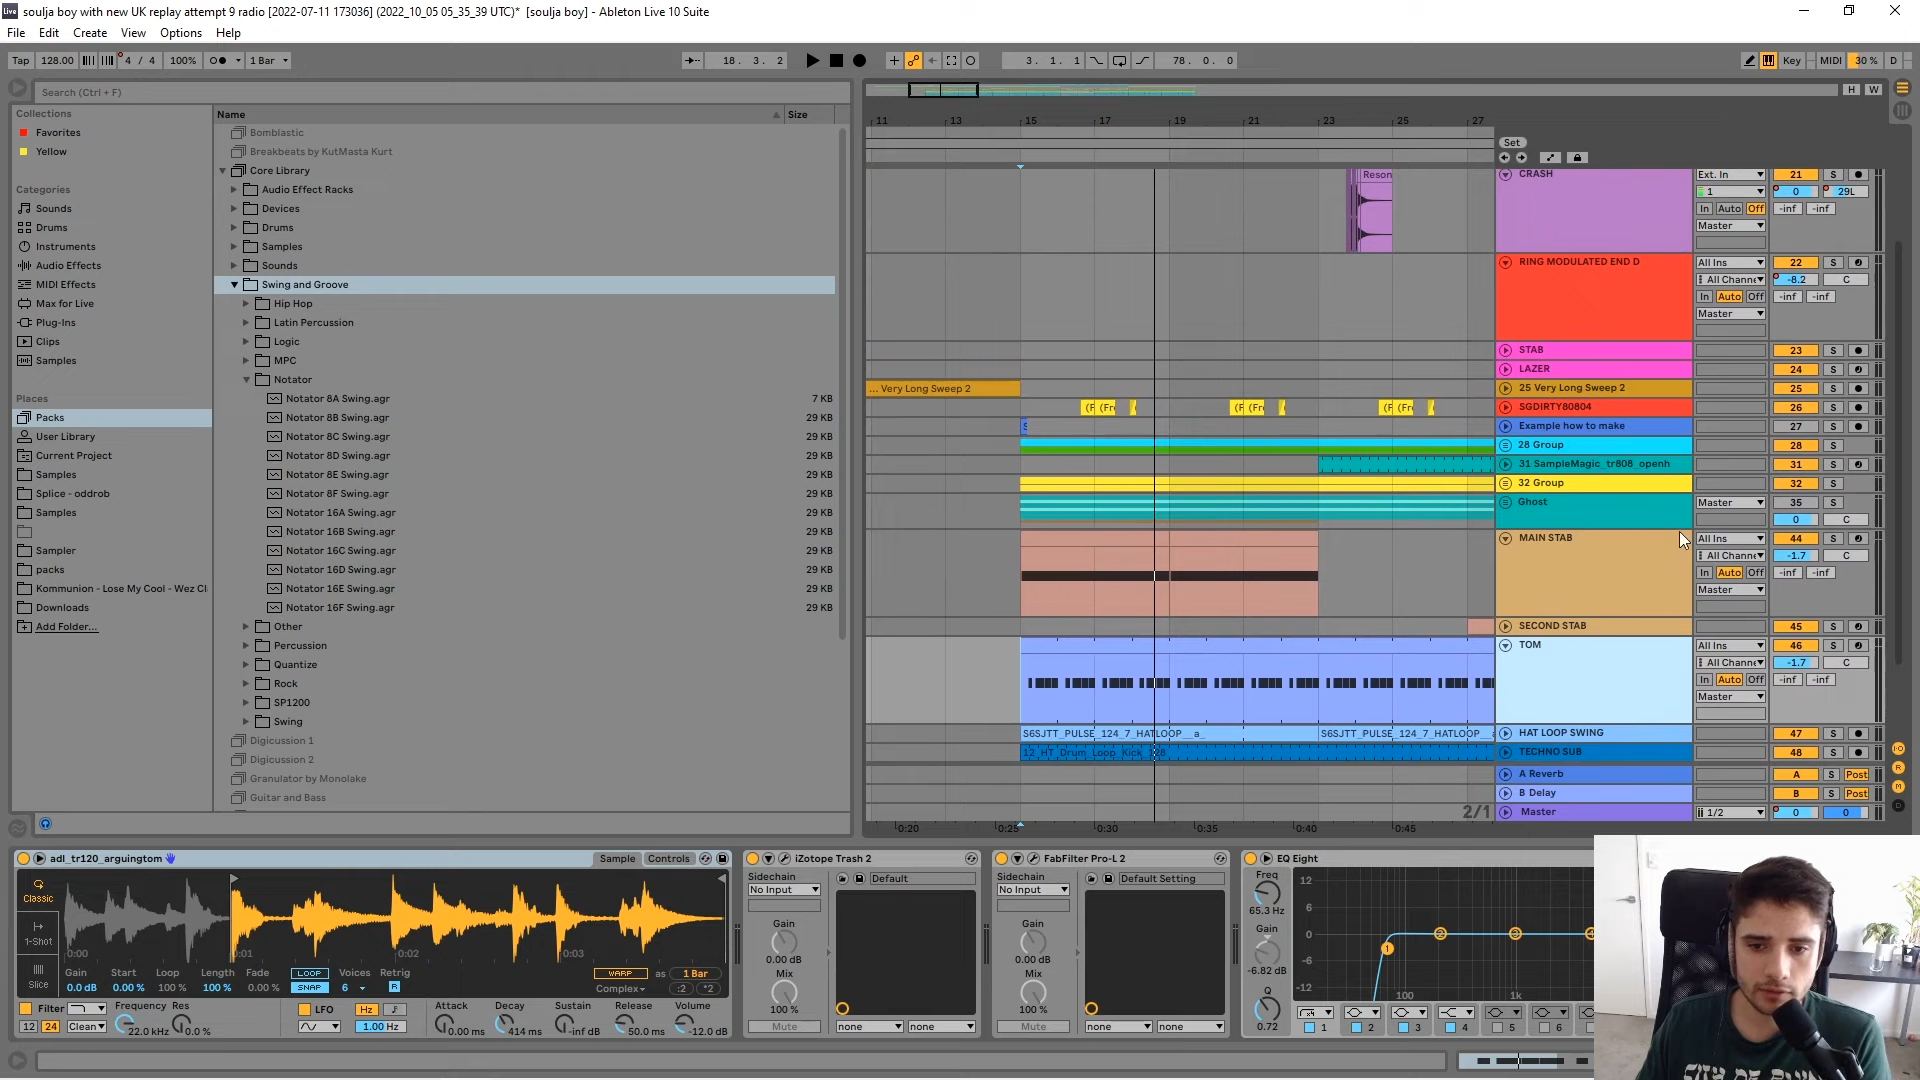 soulja boy with new UK replay attempt 9 radio [2022-07-11 173036] (2022_10_05 05_35_39 UTC)* [soulja boy] - Ableton Live 10 Suite
File Edit Create View Options Help
Tap 128.00 4 / 4 100% 1 Bar 18. 3. 2 3. 1. 1 78. 0. 0 Key MIDI 30 % D
Search (Ctrl + F)
H W
Collections
Favorites
Yellow
Categories
Sounds
Drums
Instruments
Audio Effects
MIDI Effects
Max for Live
Plug-Ins
Clips
Samples
Places
Packs
User Library
Current Project
Samples
Splice - oddrob
Samples
Sampler
packs
Kommunion - Lose My Cool - Wez Cl
Downloads
Add Folder...
Name Size
Bomblastic
Breakbeats by KutMasta Kurt
Core Library
Audio Effect Racks
Devices
Drums
Samples
Sounds
Swing and Groove
Hip Hop
Latin Percussion
Logic
MPC
Notator
Notator 8A Swing.agr 7 KB
Notator 8B Swing.agr 29 KB
Notator 8C Swing.agr 29 KB
Notator 8D Swing.agr 29 KB
Notator 8E Swing.agr 29 KB
Notator 8F Swing.agr 29 KB
Notator 16A Swing.agr 29 KB
Notator 16B Swing.agr 29 KB
Notator 16C Swing.agr 29 KB
Notator 16D Swing.agr 29 KB
Notator 16E Swing.agr 29 KB
Notator 16F Swing.agr 29 KB
Other
Percussion
Quantize
Rock
SP1200
Swing
Digicussion 1
Digicussion 2
Granulator by Monolake
Guitar and Bass
11 13 15 17 19 21 23 25 27
Set
Reson CRASH Ext. In 21 S
1 0 29L
In Auto Off -inf -inf
Master
RING MODULATED END D All Ins 22 S
All Channe -8.2 C
In Auto Off -inf -inf
Master
STAB 23 S
LAZER 24 S
... Very Long Sweep 2 25 Very Long Sweep 2 25 S
(F (Fr (F (Fr (F (Fr SGDIRTY80804 26 S
Example how to make 27 S
28 Group 28 S
31 SampleMagic_tr808_openh 31 S
32 Group 32 S
Ghost Master 35 S
0 C
MAIN STAB All Ins 44 S
All Channe -1.7 C
In Auto Off -inf -inf
Master
SECOND STAB 45 S
TOM All Ins 46 S
All Channe -1.7 C
In Auto Off -inf -inf
Master
S6SJTT_PULSE_124_7_HATLOOP__a_ S6SJTT_PULSE_124_7_HATLOOP__a HAT LOOP SWING 47 S
12_HT_Drum_Loop_Kick_128 TECHNO SUB 48 S
A Reverb A S Post
B Delay B S Post
2/1 Master 1/2 0 0
0:20 0:25 0:30 0:35 0:40 0:45
adl_tr120_arguingtom Sample Controls
Classic
1-Shot
Slice
0:00 0:01 0:02 0:03
Gain Start Loop Length Fade LOOP Voices Retrig WARP as 1 Bar
0.0 dB 0.00 % 0.00 % 100 % 0.00 % SNAP 6 R Complex :2 *2
Filter Frequency Res LFO Hz Attack Decay Sustain Release Volume
12 24 Clean 22.0 kHz 0.0 % 1.00 Hz 0.00 ms 414 ms -inf dB 50.0 ms -12.0 dB
iZotope Trash 2
Sidechain
No Input
Default
Gain
0.00 dB
Mix
100 %
Mute none none
FabFilter Pro-L 2
Sidechain
No Input
Default Setting
Gain
0.00 dB
Mix
100 %
Mute none none
EQ Eight
Freq
65.3 Hz
Gain
-6.82 dB
Q
0.72
12
6
0
-6
-12
1 2 3
100 1k
1 2 3 4 5 6